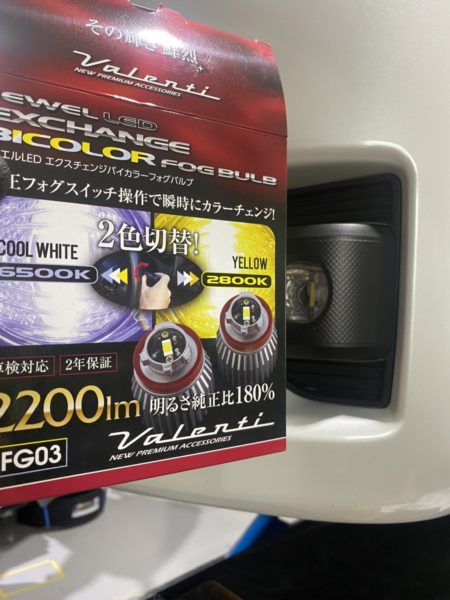 その輝き鮮烈。
Valenti
NEW PREMIUM ACCESSORIES
EWEL LED
EXCHANGE
BICOLOR FOG BULB
エルLED エクスチェンジバイカラーフォグバルブ
正フォグスイッチ操作で瞬時にカラーチェンジ!
2色切替!
COOL WHITE
6500K
YELLOW
2800K
車検対応
2年保証
2200lm
明るさ純正比180%
Valenti
NEW PREMIUM ACCESSORIES
FG03